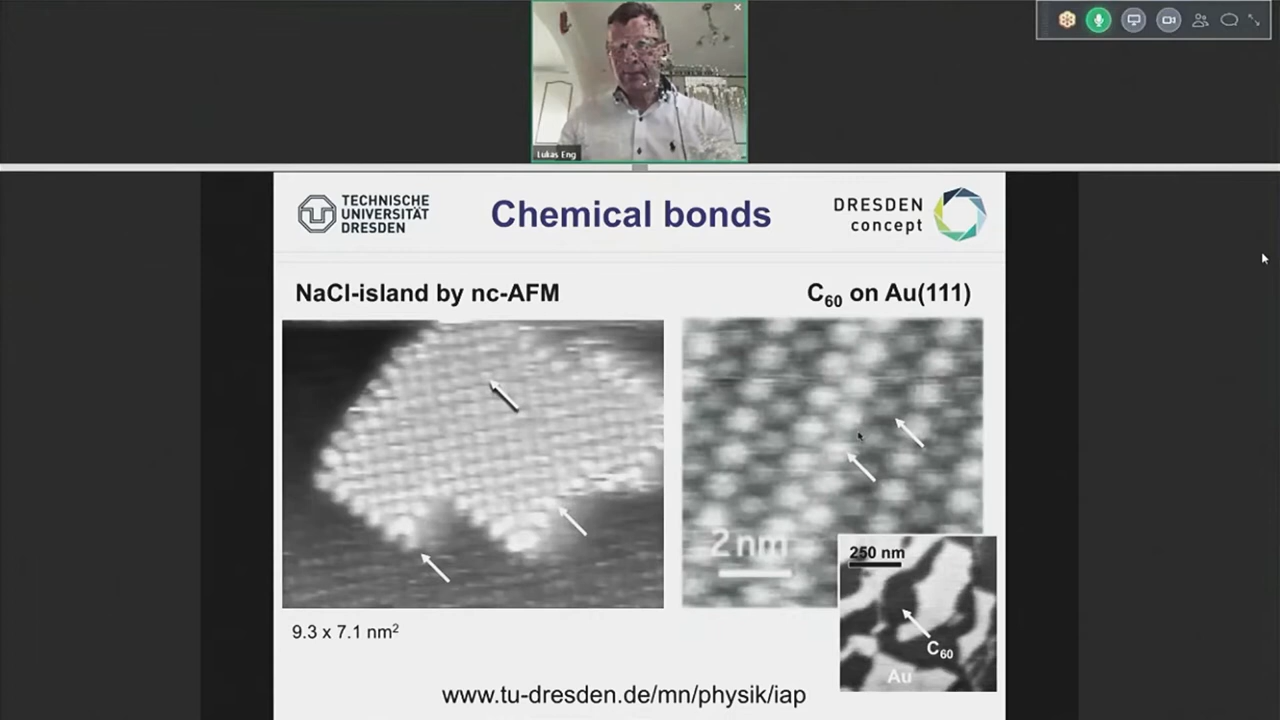 Lukas Eng
TECHNISCHE
UNIVERSITÄT
DRESDEN
Chemical bonds
DRESDEN
concept
NaCl-island by nc-AFM
C₆₀ on Au(111)
2 nm
250 nm
C₆₀
Au
9.3 x 7.1 nm²
www.tu-dresden.de/mn/physik/iap